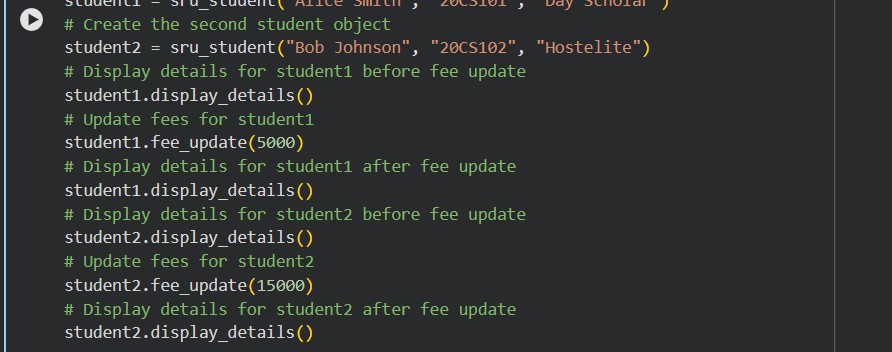 student1 = sru_student("Alice Smith", "20CS101", "Day Scholar")
# Create the second student object
student2 = sru_student("Bob Johnson", "20CS102", "Hostelite")
# Display details for student1 before fee update
student1.display_details()
# Update fees for student1
student1.fee_update(5000)
# Display details for student1 after fee update
student1.display_details()
# Display details for student2 before fee update
student2.display_details()
# Update fees for student2
student2.fee_update(15000)
# Display details for student2 after fee update
student2.display_details()